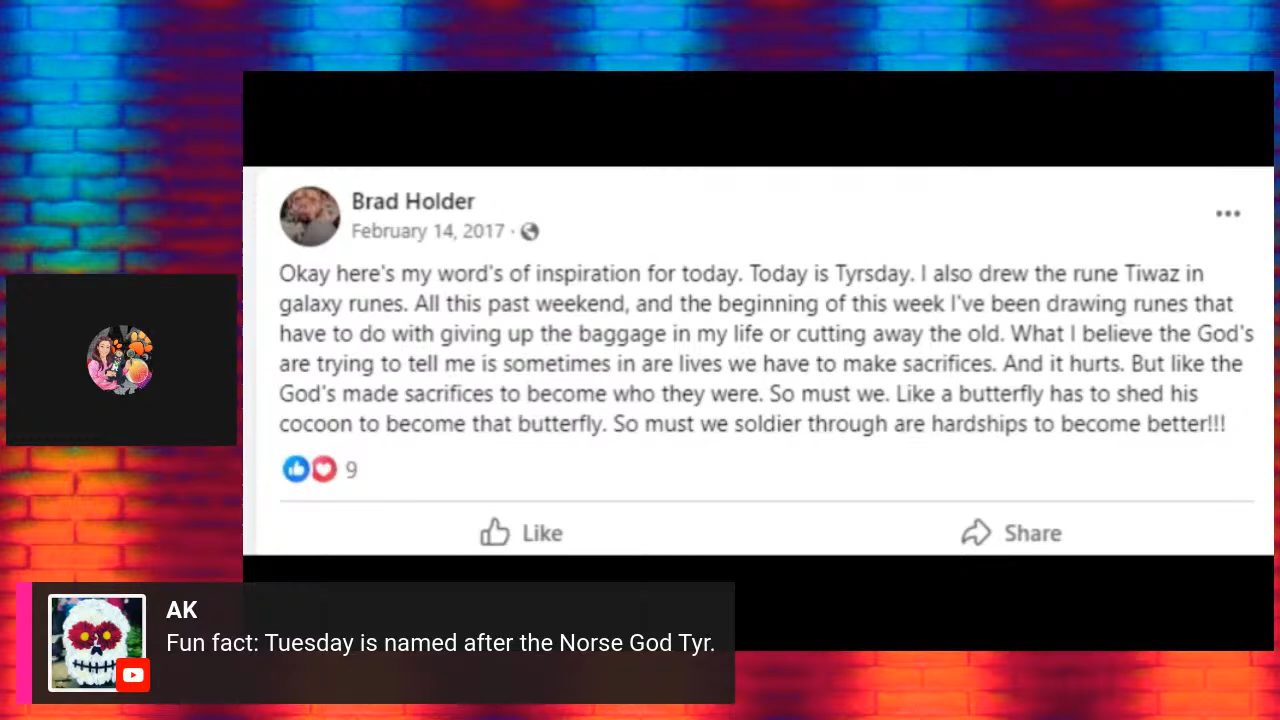 Brad Holder
February 14, 2017 ·
Okay here's my word's of inspiration for today. Today is Tyrsday. I also drew the rune Tiwaz in
galaxy runes. All this past weekend, and the beginning of this week I've been drawing runes that
have to do with giving up the baggage in my life or cutting away the old. What I believe the God's
are trying to tell me is sometimes in are lives we have to make sacrifices. And it hurts. But like the
God's made sacrifices to become who they were. So must we. Like a butterfly has to shed his
cocoon to become that butterfly. So must we soldier through are hardships to become better!!!
9
Like
Share
AK
Fun fact: Tuesday is named after the Norse God Tyr.